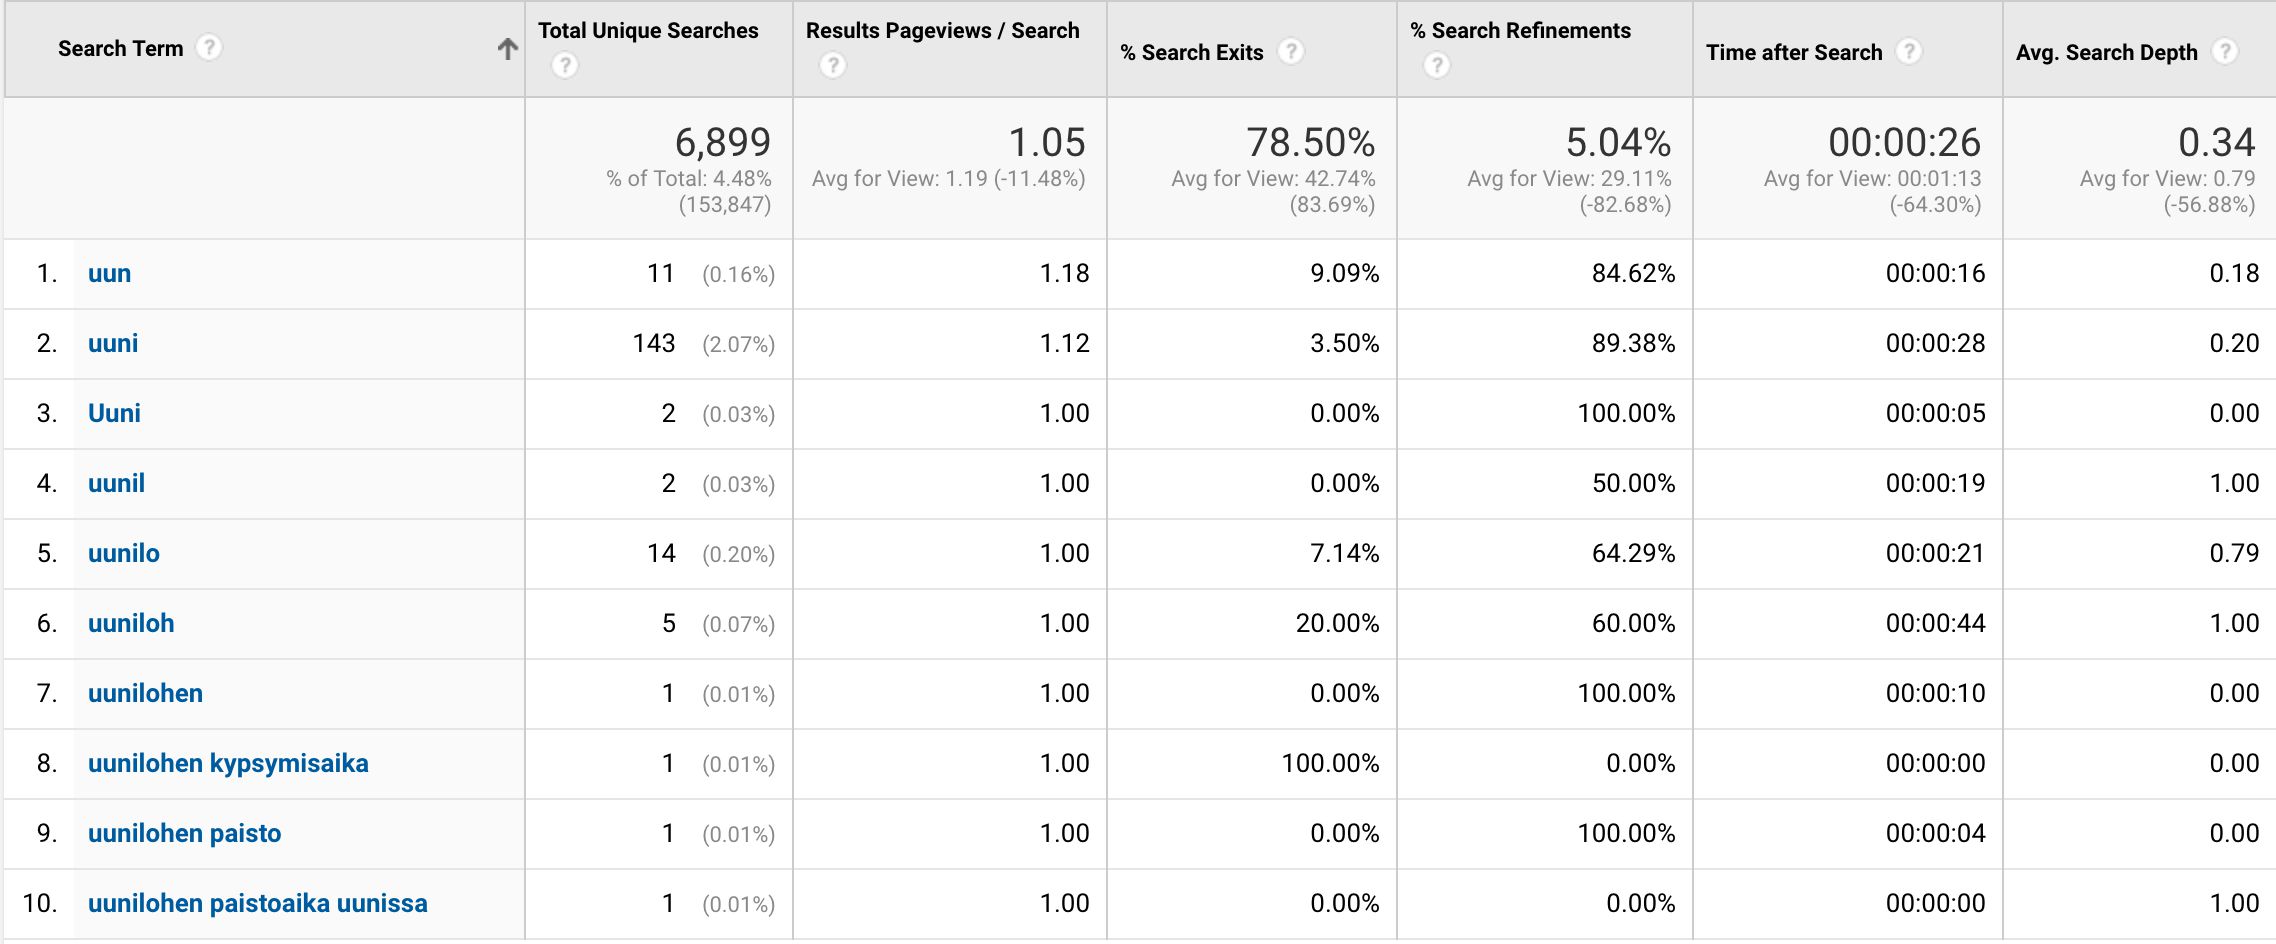 Search Term ? ↑ Total Unique Searches ? Results Pageviews / Search ? % Search Exits ? % Search Refinements ? Time after Search ? Avg. Search Depth ?
6,899 1.05 78.50% 5.04% 00:00:26 0.34
% of Total: 4.48% Avg for View: 1.19 (-11.48%) Avg for View: 42.74% Avg for View: 29.11% Avg for View: 00:01:13 Avg for View: 0.79
(153,847) (83.69%) (-82.68%) (-64.30%) (-56.88%)
1. uun 11 (0.16%) 1.18 9.09% 84.62% 00:00:16 0.18
2. uuni 143 (2.07%) 1.12 3.50% 89.38% 00:00:28 0.20
3. Uuni 2 (0.03%) 1.00 0.00% 100.00% 00:00:05 0.00
4. uunil 2 (0.03%) 1.00 0.00% 50.00% 00:00:19 1.00
5. uunilo 14 (0.20%) 1.00 7.14% 64.29% 00:00:21 0.79
6. uuniloh 5 (0.07%) 1.00 20.00% 60.00% 00:00:44 1.00
7. uunilohen 1 (0.01%) 1.00 0.00% 100.00% 00:00:10 0.00
8. uunilohen kypsymisaika 1 (0.01%) 1.00 100.00% 0.00% 00:00:00 0.00
9. uunilohen paisto 1 (0.01%) 1.00 0.00% 100.00% 00:00:04 0.00
10. uunilohen paistoaika uunissa 1 (0.01%) 1.00 0.00% 0.00% 00:00:00 1.00